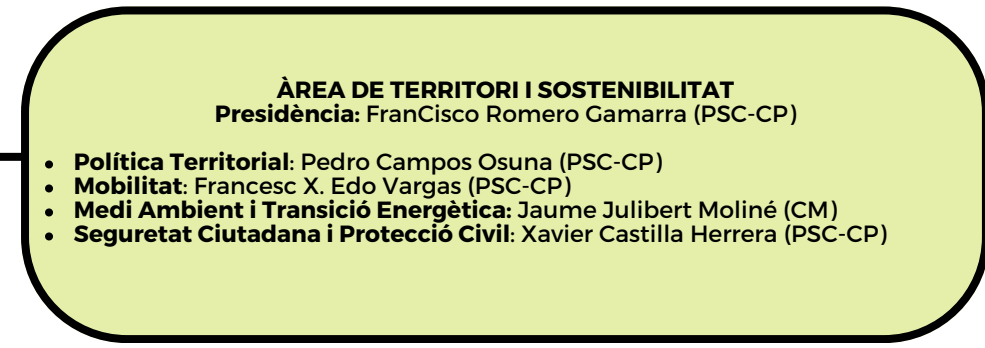 ÀREA DE TERRITORI I SOSTENIBILITAT
Presidència: FranCisco Romero Gamarra (PSC-CP)
• Política Territorial: Pedro Campos Osuna (PSC-CP)
• Mobilitat: Francesc X. Edo Vargas (PSC-CP)
• Medi Ambient i Transició Energètica: Jaume Julibert Moliné (CM)
• Seguretat Ciutadana i Protecció Civil: Xavier Castilla Herrera (PSC-CP)